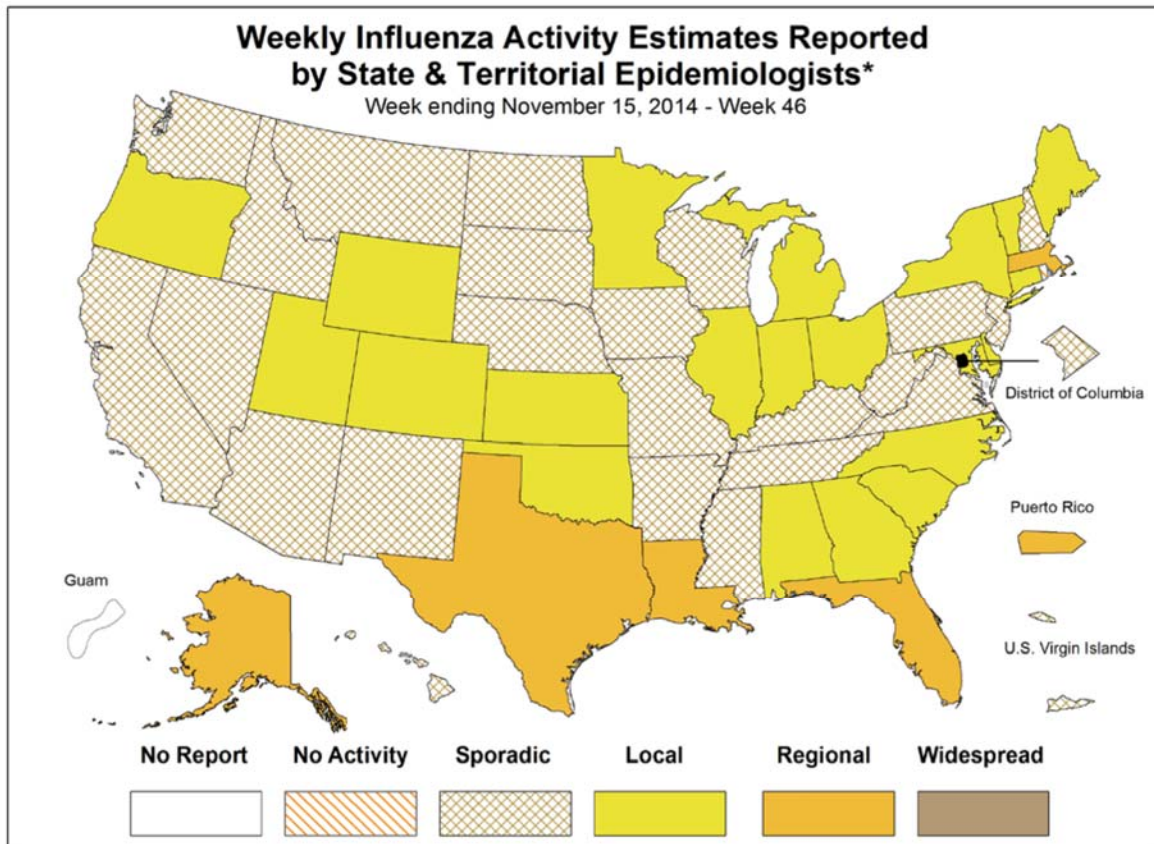 Weekly Influenza Activity Estimates Reported
by State & Territorial Epidemiologists*
Week ending November 15, 2014 - Week 46
District of Columbia
Puerto Rico
Guam
U.S. Virgin Islands
No Report
No Activity
Sporadic
Local
Regional
Widespread